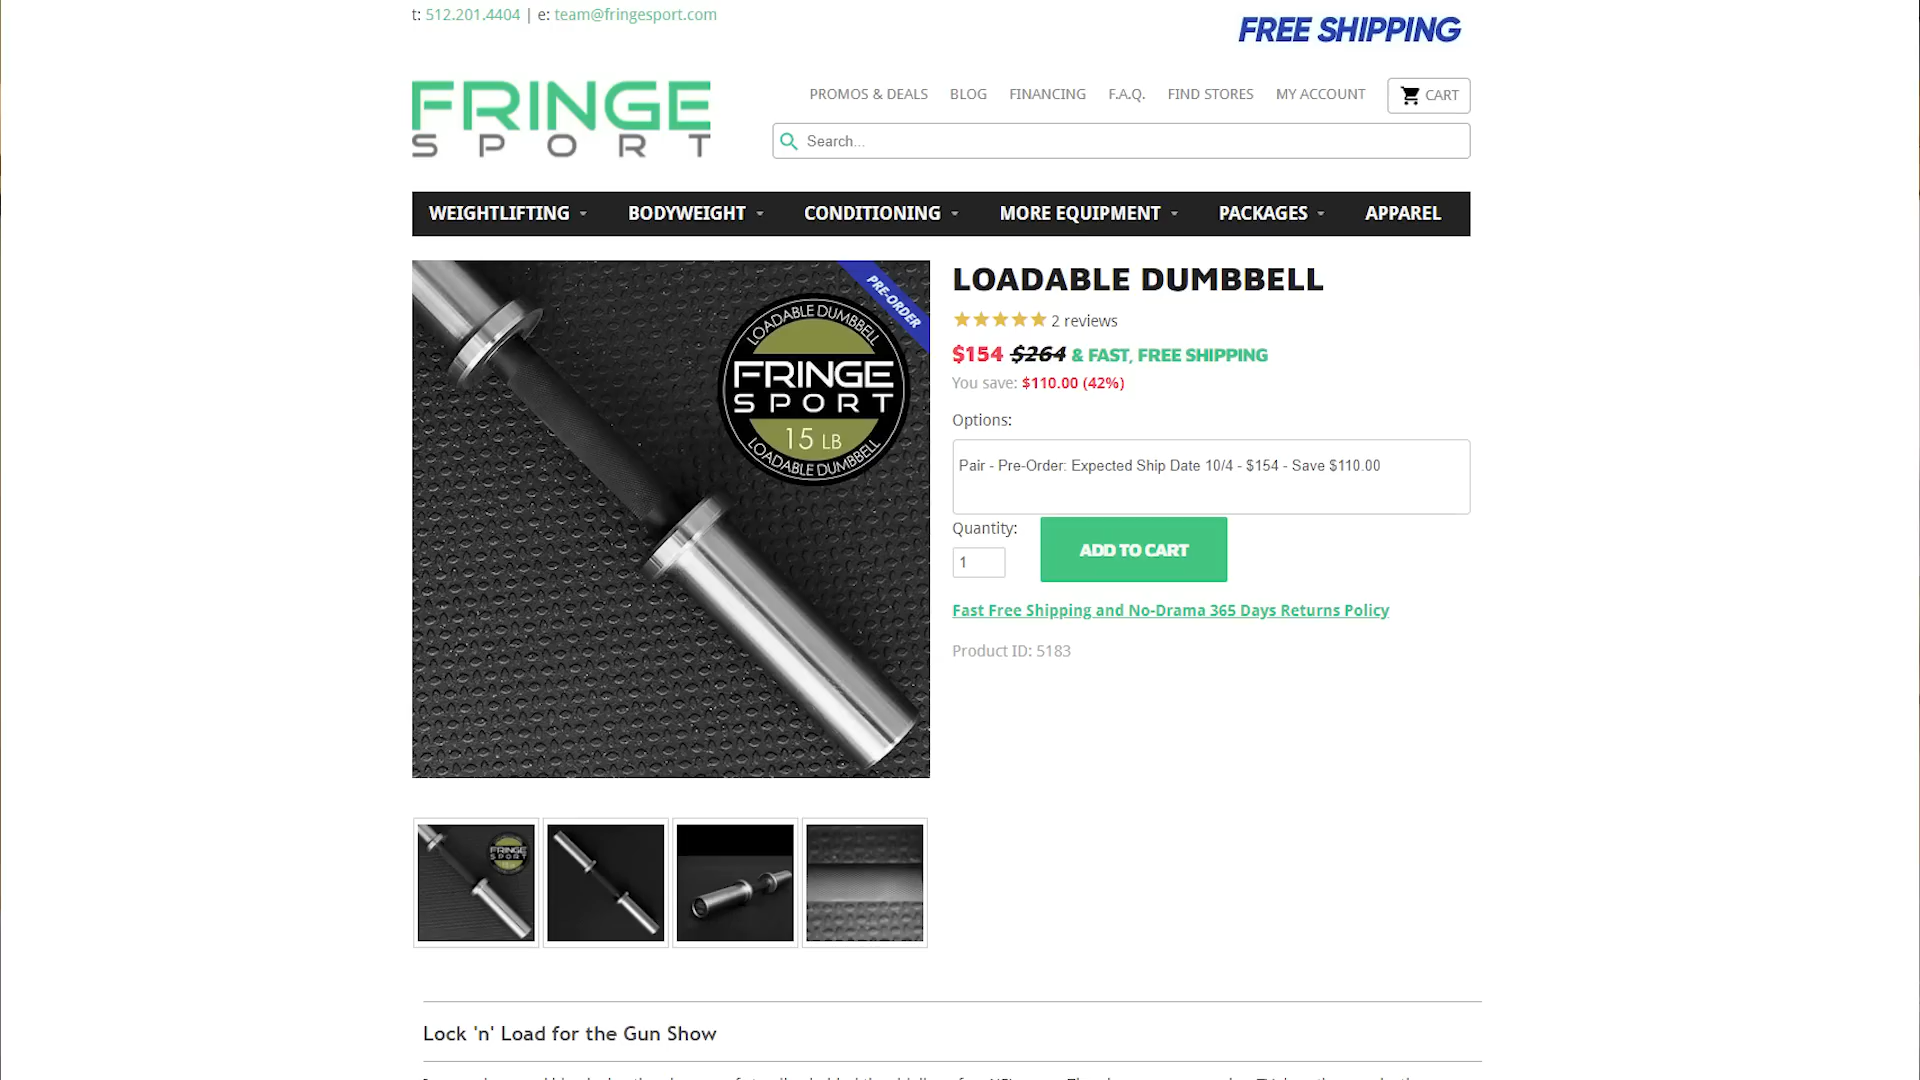 t: 512.201.4404 | e: team@fringesport.com
FREE SHIPPING
FRINGE
SPORT
PROMOS & DEALS BLOG FINANCING F.A.Q. FIND STORES MY ACCOUNT CART
Search...
WEIGHTLIFTING BODYWEIGHT CONDITIONING MORE EQUIPMENT PACKAGES APPAREL
PRE-ORDER
LOADABLE DUMBBELL
FRINGE
SPORT
15 LB
LOADABLE DUMBBELL
LOADABLE DUMBBELL
2 reviews
$154 $264 & FAST, FREE SHIPPING
You save: $110.00 (42%)
Options:
Pair - Pre-Order: Expected Ship Date 10/4 - $154 - Save $110.00
Quantity:
1
ADD TO CART
Fast Free Shipping and No-Drama 365 Days Returns Policy
Product ID: 5183
FRINGE
SPORT
Lock 'n' Load for the Gun Show